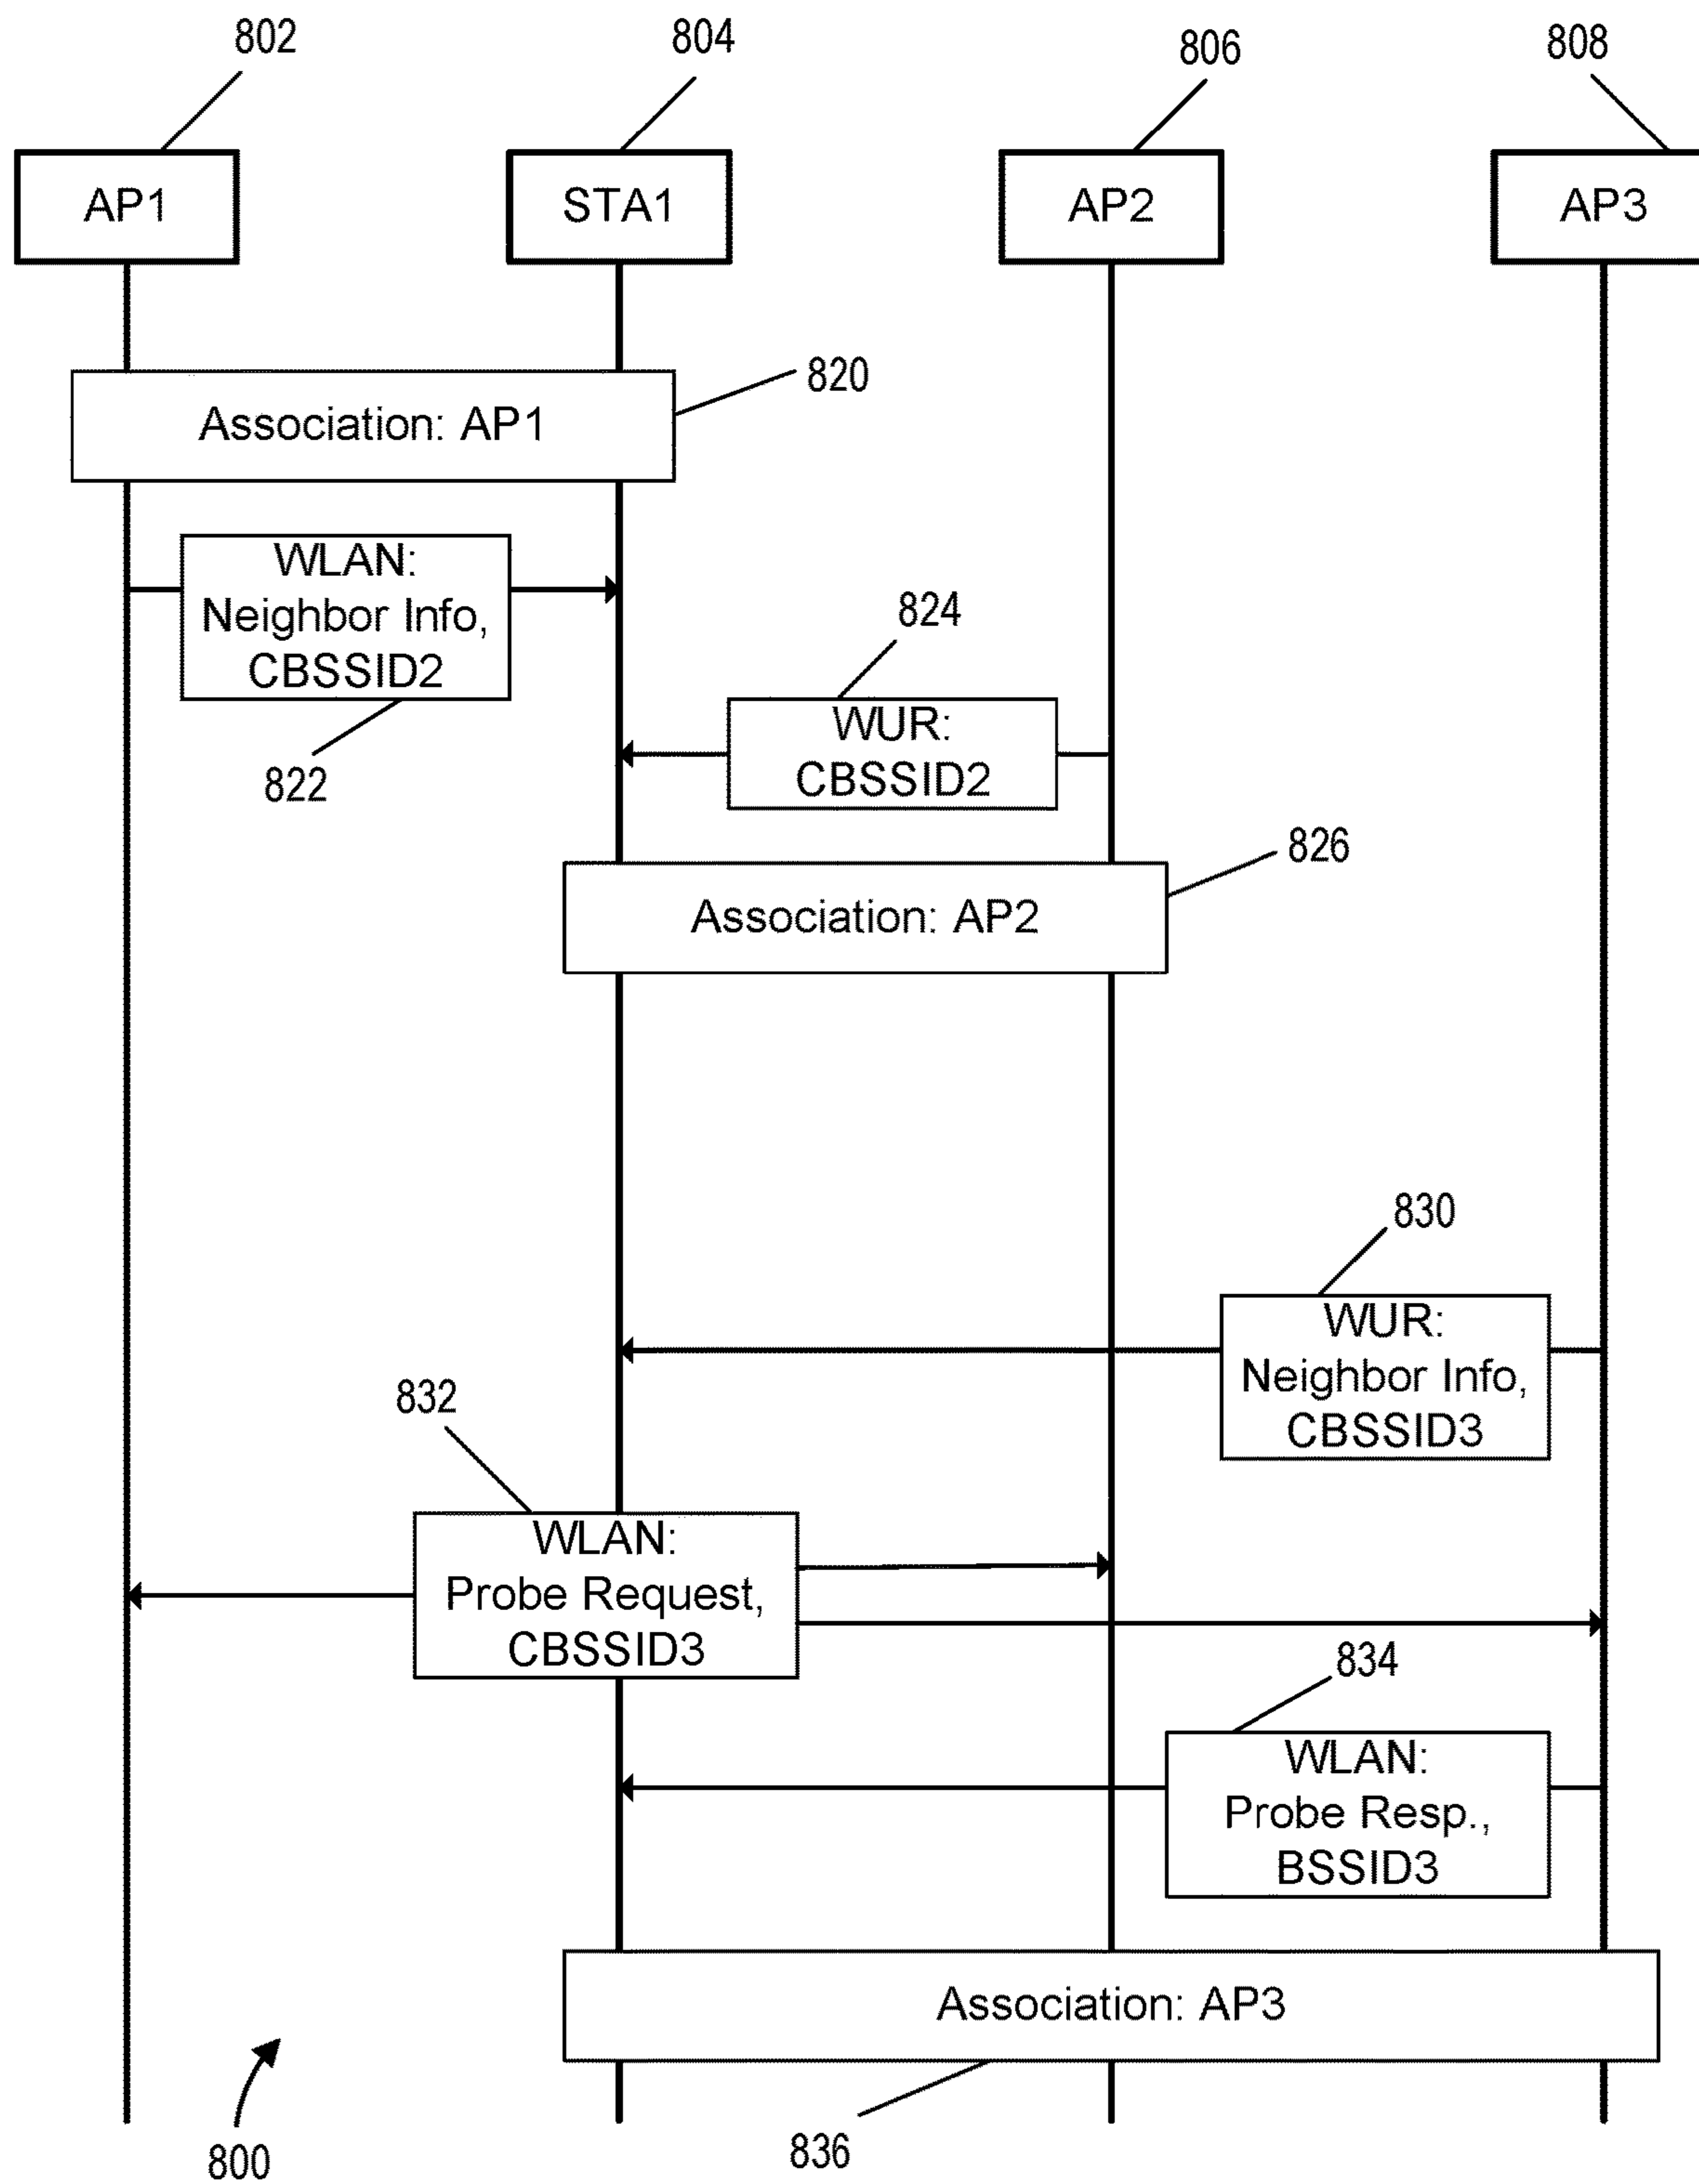 802
804
806
808
AP1
STA1
AP2
AP3
820
Association: AP1
WLAN:
Neighbor Info,
CBSSID2
822
824
WUR:
CBSSID2
826
Association: AP2
830
WUR:
Neighbor Info,
CBSSID3
832
WLAN:
Probe Request,
CBSSID3
834
WLAN:
Probe Resp.,
BSSID3
Association: AP3
836
800